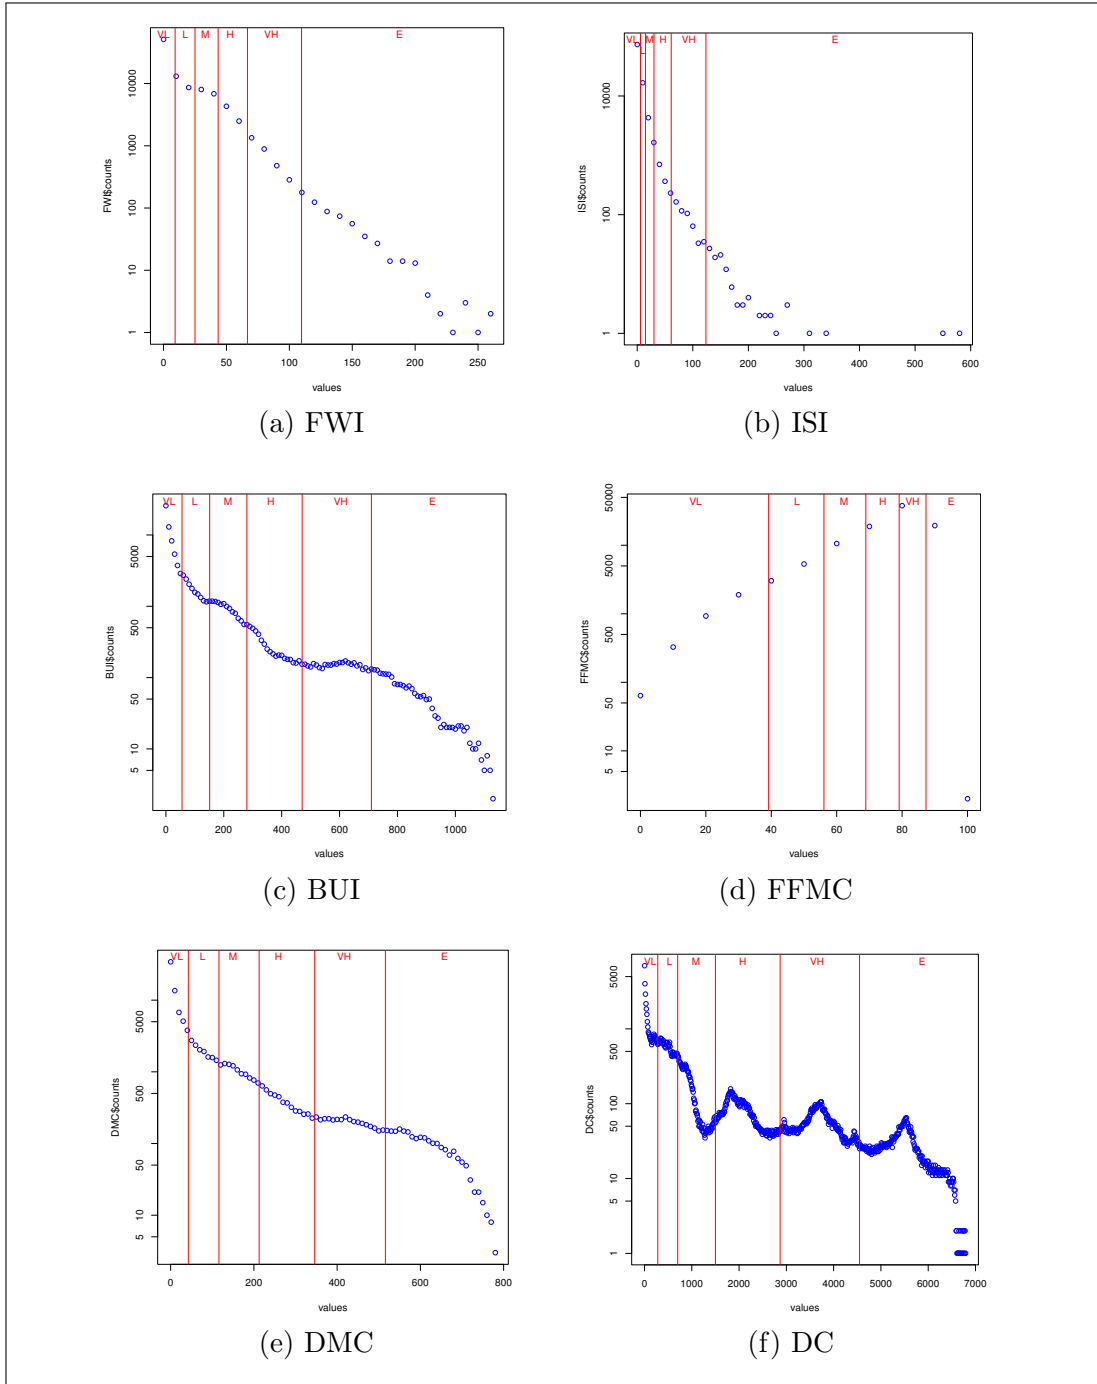 VL L M H VH E
FWI$counts
10000
1000
100
10
1
0 50 100 150 200 250
values
(a) FWI
VL L M H VH E
ISI$counts
10000
100
1
0 100 200 300 400 500 600
values
(b) ISI
VL L M H VH E
BUI$counts
5000
500
50
10
5
0 200 400 600 800 1000
values
(c) BUI
VL L M H VH E
FFMC$counts
50000
5000
500
50
10
5
0 20 40 60 80 100
values
(d) FFMC
VL L M H VH E
DMC$counts
5000
500
50
10
5
0 200 400 600 800
values
(e) DMC
VL L M H VH E
DC$counts
5000
500
100
50
10
5
1
0 1000 2000 3000 4000 5000 6000 7000
values
(f) DC